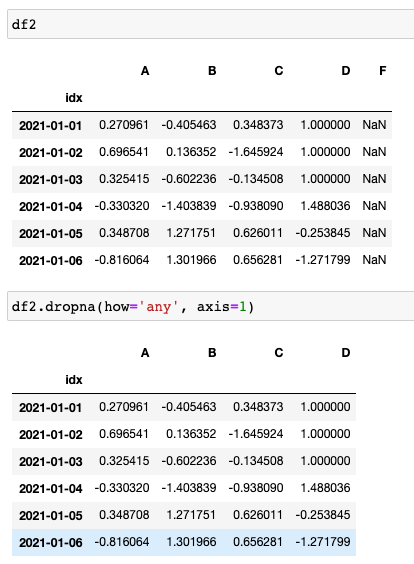 df2
A B C D F
idx
2021-01-01 0.270961 -0.405463 0.348373 1.000000 NaN
2021-01-02 0.696541 0.136352 -1.645924 1.000000 NaN
2021-01-03 0.325415 -0.602236 -0.134508 1.000000 NaN
2021-01-04 -0.330320 -1.403839 -0.938090 1.488036 NaN
2021-01-05 0.348708 1.271751 0.626011 -0.253845 NaN
2021-01-06 -0.816064 1.301966 0.656281 -1.271799 NaN
df2.dropna(how='any', axis=1)
A B C D
idx
2021-01-01 0.270961 -0.405463 0.348373 1.000000
2021-01-02 0.696541 0.136352 -1.645924 1.000000
2021-01-03 0.325415 -0.602236 -0.134508 1.000000
2021-01-04 -0.330320 -1.403839 -0.938090 1.488036
2021-01-05 0.348708 1.271751 0.626011 -0.253845
2021-01-06 -0.816064 1.301966 0.656281 -1.271799